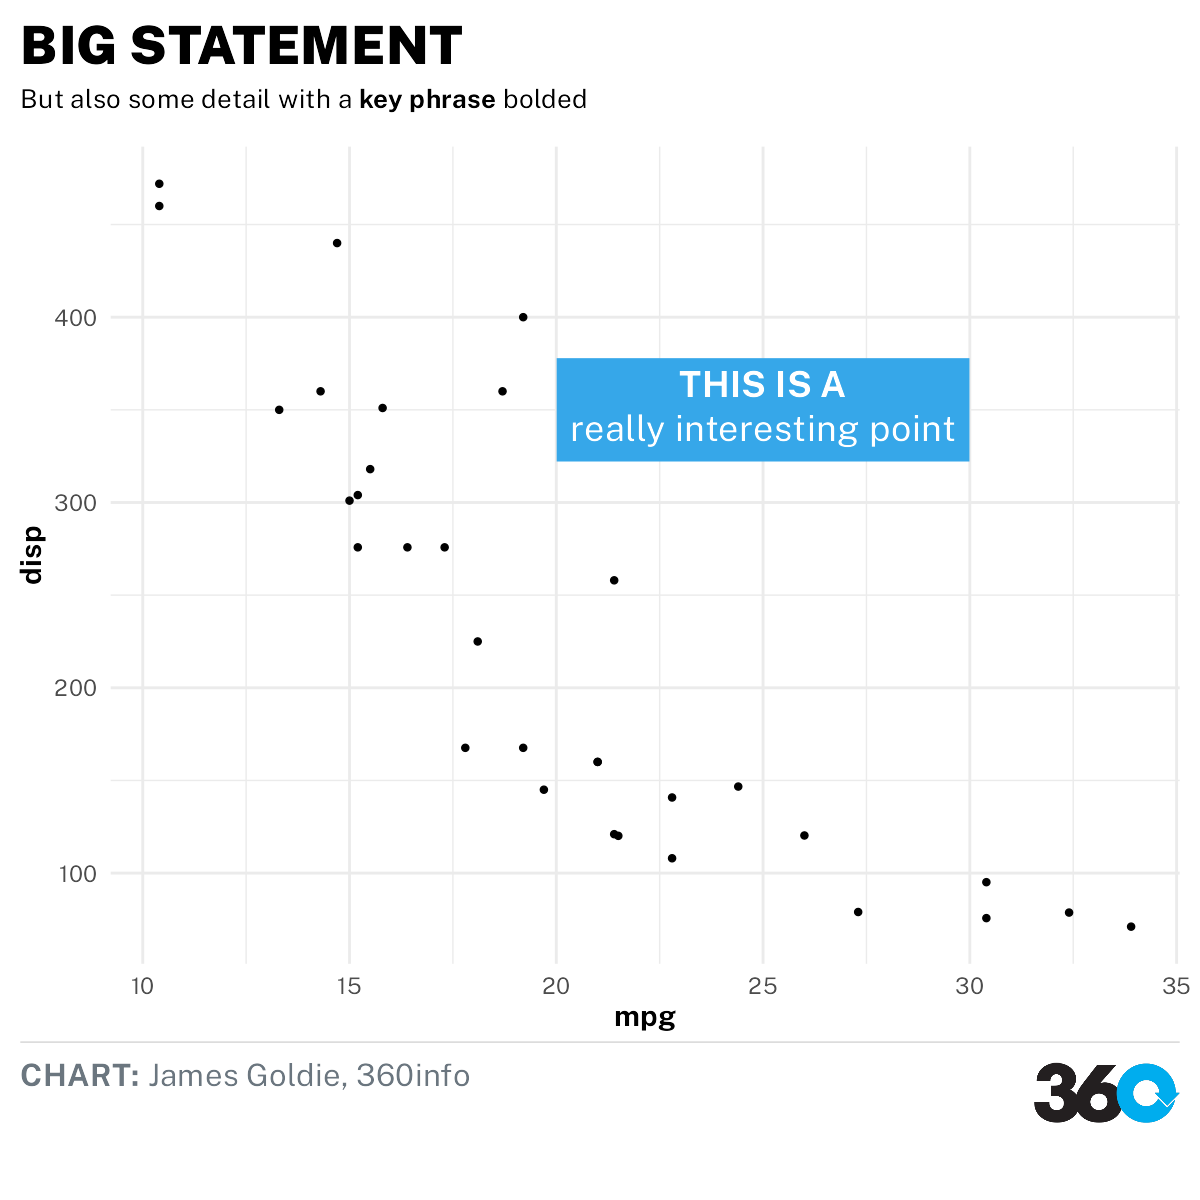 BIG STATEMENT
But also some detail with a key phrase bolded
400
300
200
100
disp
THIS IS A
really interesting point
10 15 20 25 30 35
mpg
CHART: James Goldie, 360info
360